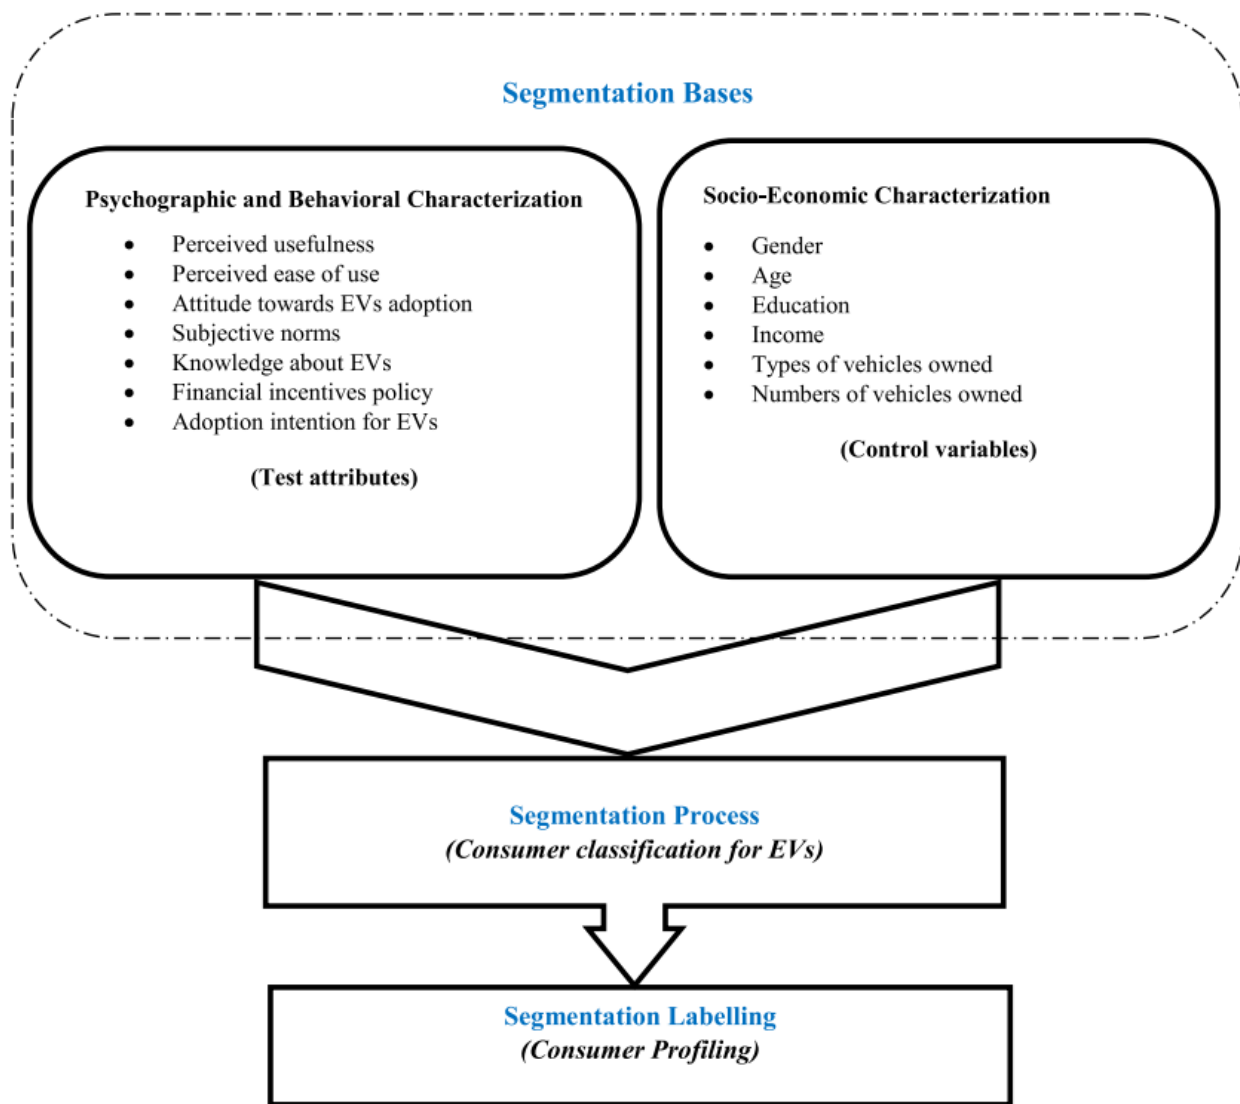 Segmentation Bases
Psychographic and Behavioral Characterization
• Perceived usefulness
• Perceived ease of use
• Attitude towards EVs adoption
• Subjective norms
• Knowledge about EVs
• Financial incentives policy
• Adoption intention for EVs
(Test attributes)
Socio-Economic Characterization
• Gender
• Age
• Education
• Income
• Types of vehicles owned
• Numbers of vehicles owned
(Control variables)
Segmentation Process
(Consumer classification for EVs)
Segmentation Labelling
(Consumer Profiling)